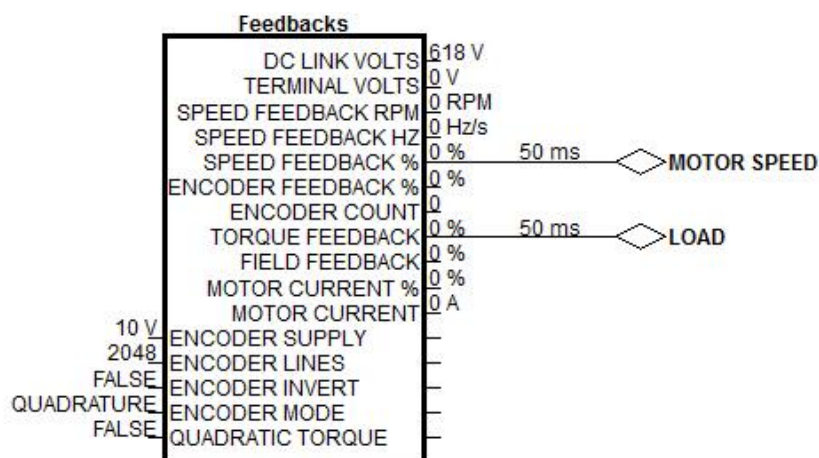 Feedbacks
DC LINK VOLTS 618 V
TERMINAL VOLTS 0 V
SPEED FEEDBACK RPM 0 RPM
SPEED FEEDBACK HZ 0 Hz/s
SPEED FEEDBACK % 0 % 50 ms MOTOR SPEED
ENCODER FEEDBACK % 0 %
ENCODER COUNT 0
TORQUE FEEDBACK 0 % 50 ms LOAD
FIELD FEEDBACK 0 %
MOTOR CURRENT % 0 %
MOTOR CURRENT 0 A
10 V ENCODER SUPPLY
2048 ENCODER LINES
FALSE ENCODER INVERT
QUADRATURE ENCODER MODE
FALSE QUADRATIC TORQUE